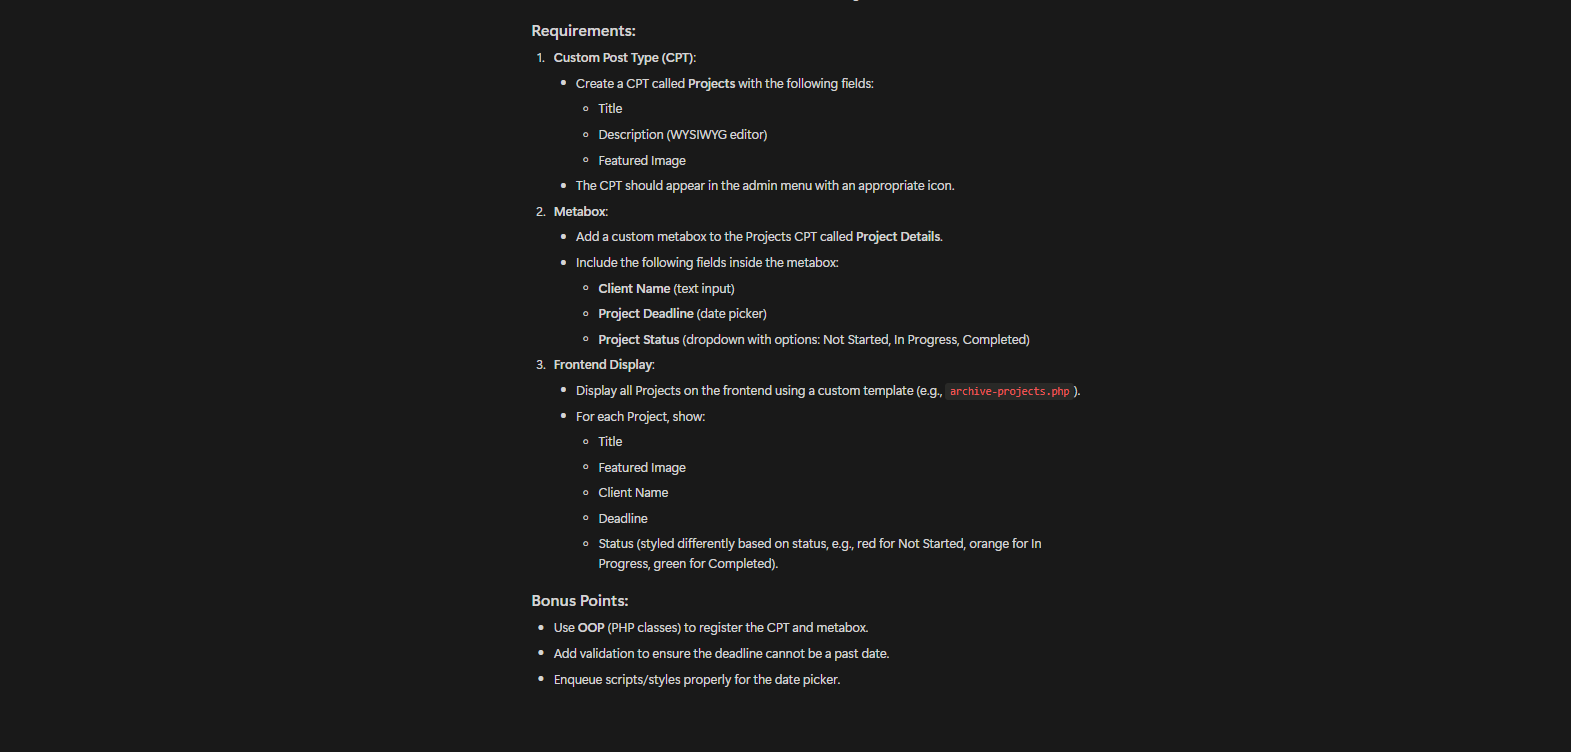 Requirements:
1. Custom Post Type (CPT):
Create a CPT called Projects with the following fields:
Title
Description (WYSIWYG editor)
Featured Image
The CPT should appear in the admin menu with an appropriate icon.
2. Metabox:
Add a custom metabox to the Projects CPT called Project Details.
Include the following fields inside the metabox:
Client Name (text input)
Project Deadline (date picker)
Project Status (dropdown with options: Not Started, In Progress, Completed)
3. Frontend Display:
Display all Projects on the frontend using a custom template (e.g., archive-projects.php).
For each Project, show:
Title
Featured Image
Client Name
Deadline
Status (styled differently based on status, e.g., red for Not Started, orange for In
Progress, green for Completed).
Bonus Points:
Use OOP (PHP classes) to register the CPT and metabox.
Add validation to ensure the deadline cannot be a past date.
Enqueue scripts/styles properly for the date picker.